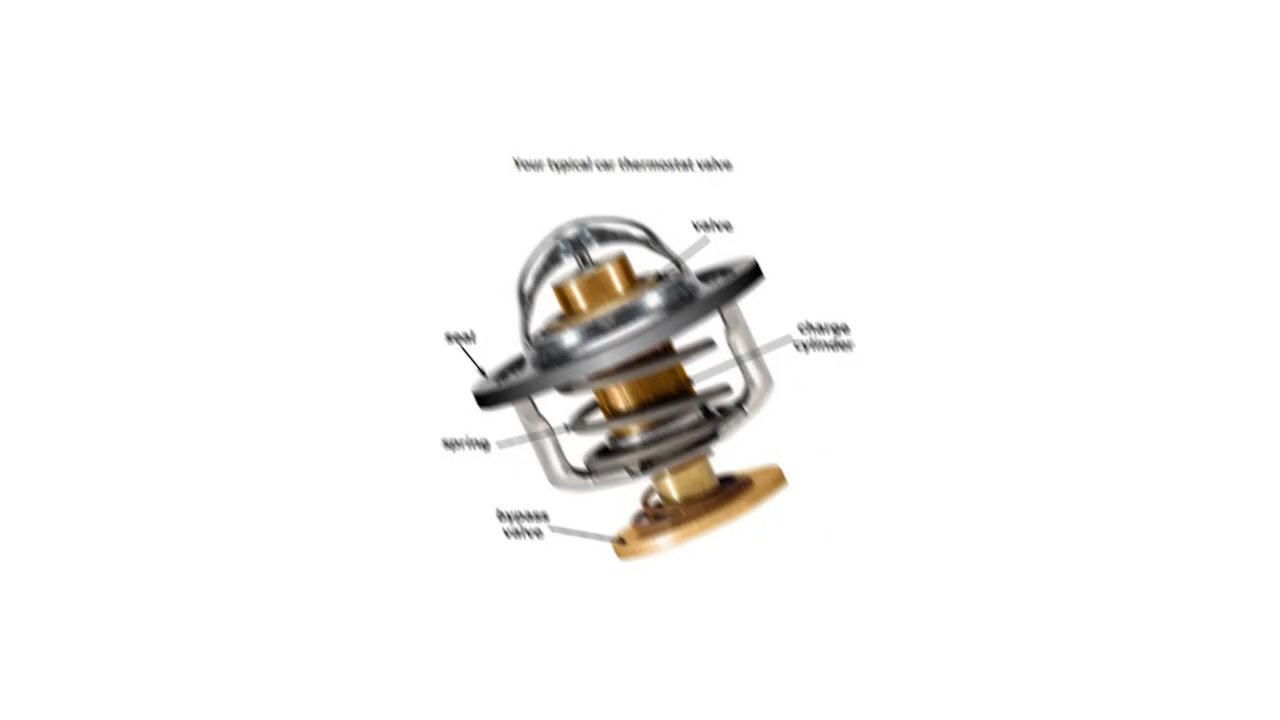 Your typical car thermostat valve
valve
seal
charge
cylinder
spring
bypass
valve